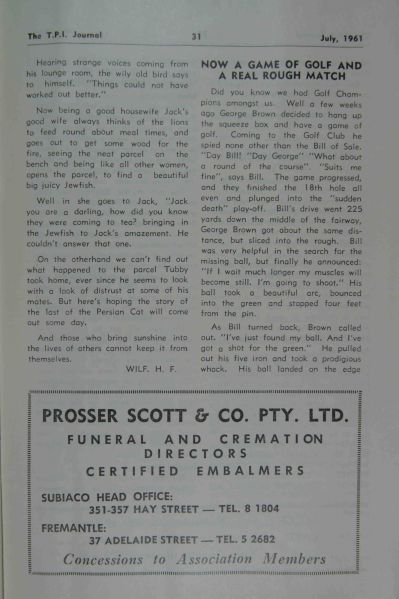 The T.P.I. Journal 31 July, 1961
Hearing strange voices coming from
his lounge room, the wily old bird says
to himself. "Things could not have
worked out better."
Now being a good housewife Jack's
good wife always thinks of the lions
to feed round about meal times, and
goes out to get some wood for the
fire, seeing the neat parcel on the
bench and being like all other women,
opens the parcel, to find a beautiful
big juicy Jewfish.
Well in she goes to Jack, "Jack
you are a darling, how did you know
they were coming to tea? bringing in
the Jewfish to Jack's amazement. He
couldn't answer that one.
On the otherhand we can't find out
what happened to the parcel Tubby
took home, ever since he seems to look
with a look of distrust at some of his
mates. But here's hoping the story of
the last of the Persian Cat will come
out some day.
And those who bring sunshine into
the lives of others cannot keep it from
themselves.
WILF. H. F.
NOW A GAME OF GOLF AND
A REAL ROUGH MATCH
Did you know we had Golf Cham-
pions amongst us. Well a few weeks
ago George Brown decided to hang up
the squeeze box and have a game of
golf. Coming to the Golf Club he
spied none other than the Bill of Sale.
"Day Bill! "Day George" "What about
a round of the course". "Suits me
fine", says Bill. The game progressed,
and they finished the 18th hole all
even and plunged into the "sudden
death" play-off. Bill's drive went 225
yards down the middle of the fairway.
George Brown got about the same dis-
tance, but sliced into the rough. Bill
was very helpful in the search for the
missing ball, but finally he announced:
"If I wait much longer my muscles will
become still. I'm going to shoot." His
ball took a beautiful arc, bounced
into the green and stopped four feet
from the pin.
As Bill turned back, Brown called
out. "I've just found my ball. And I've
got a shot for the green." He pulled
out his five iron and took a prodigious
whack. His ball landed on the edge
PROSSER SCOTT & CO. PTY. LTD.
FUNERAL AND CREMATION
DIRECTORS
CERTIFIED EMBALMERS
SUBIACO HEAD OFFICE:
351-357 HAY STREET — TEL. 8 1804
FREMANTLE:
37 ADELAIDE STREET — TEL. 5 2682
Concessions to Association Members